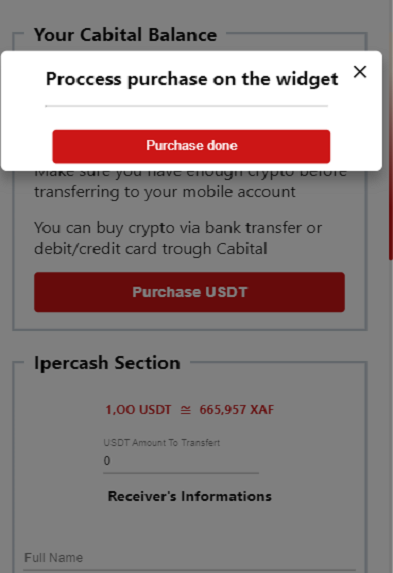 Your Cabital Balance
Proccess purchase on the widget
Purchase done
Make sure you have enough crypto before
transferring to your mobile account
You can buy crypto via bank transfer or
debit/credit card trough Cabital
Purchase USDT
Ipercash Section
1,00 USDT ≅ 665,957 XAF
USDT Amount To Transfert
0
Receiver's Informations
Full Name